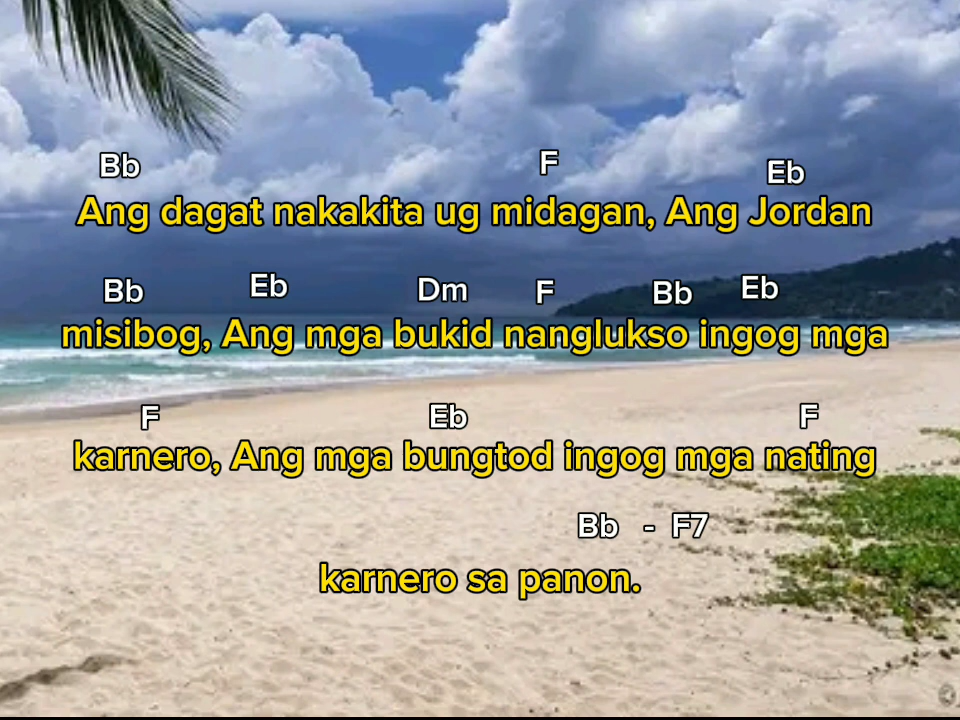 Bb F Eb
Ang dagat nakakita ug midagan, Ang Jordan
Bb Eb Dm F Bb Eb
misibog, Ang mga bukid nanglukso ingog mga
F Eb F
karnero, Ang mga bungtod ingog mga nating
Bb - F7
karnero sa panon.